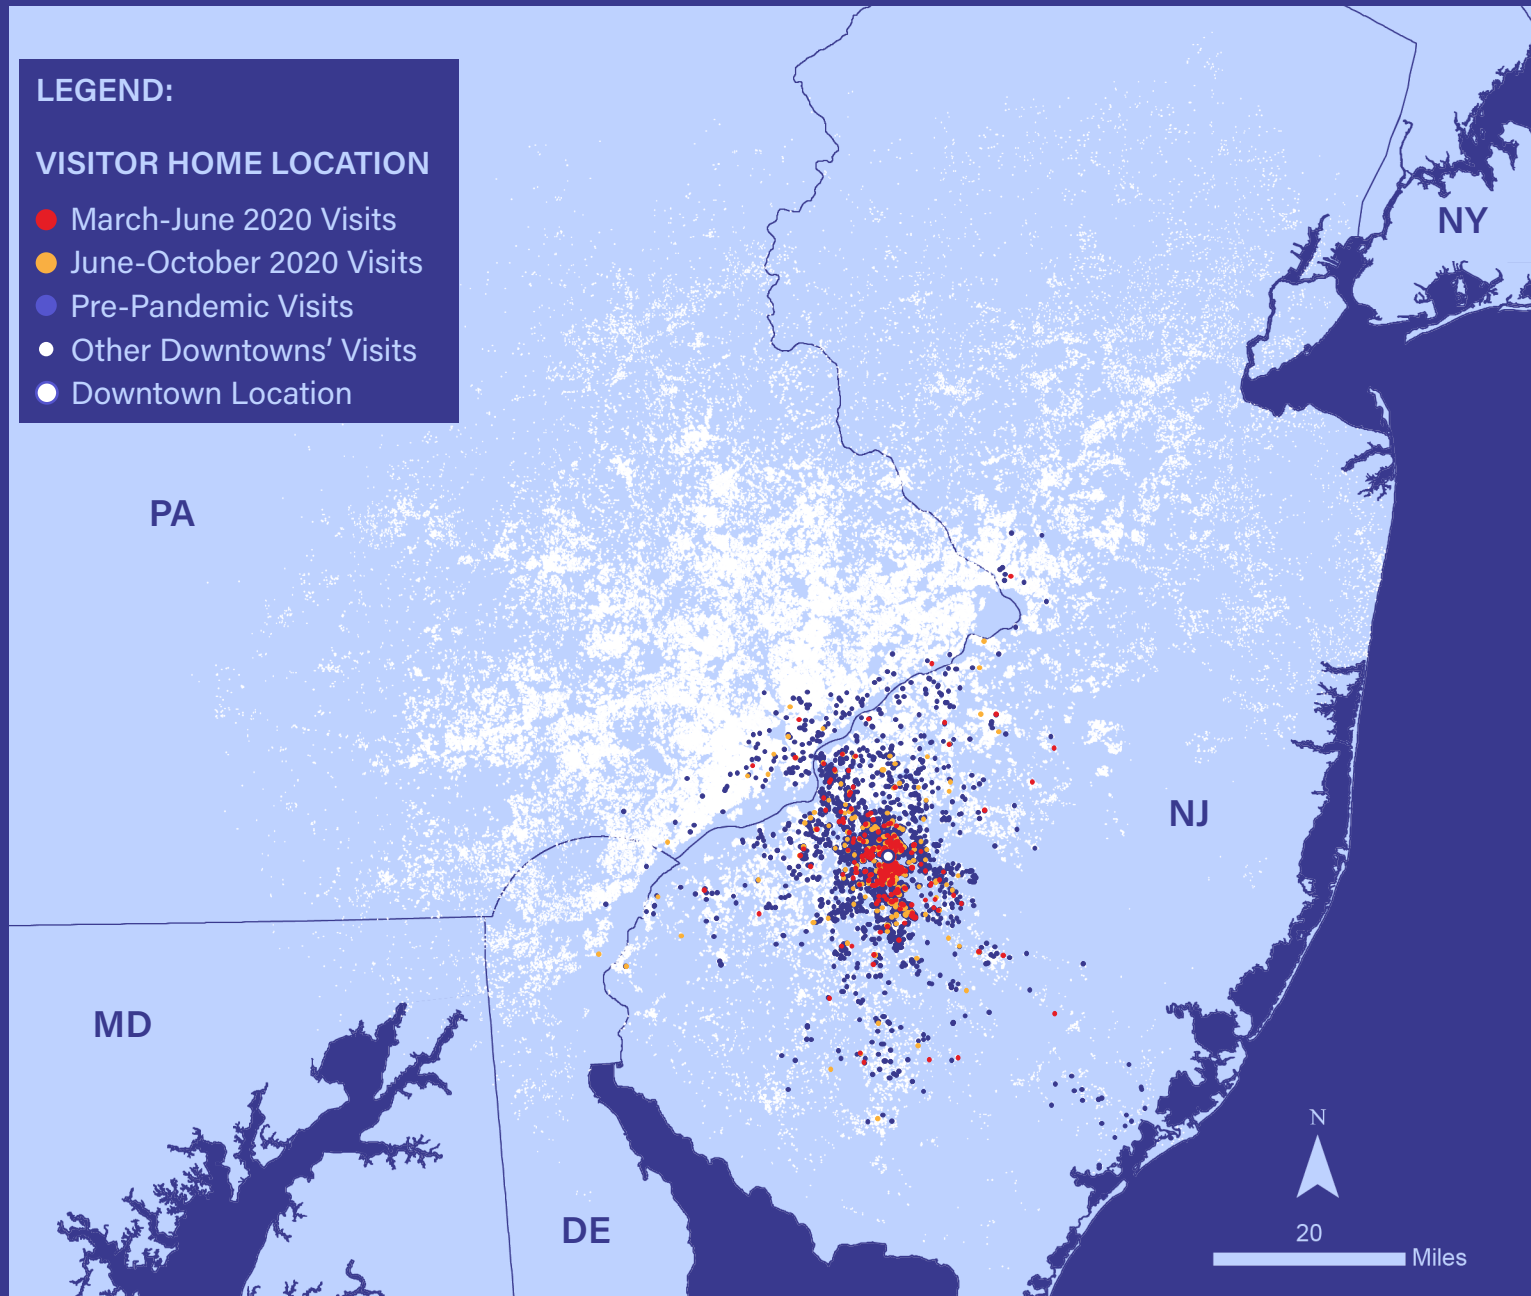 LEGEND:
VISITOR HOME LOCATION
March-June 2020 Visits
June-October 2020 Visits
Pre-Pandemic Visits
Other Downtowns' Visits
Downtown Location
NY
PA
NJ
MD
DE
N
20
Miles